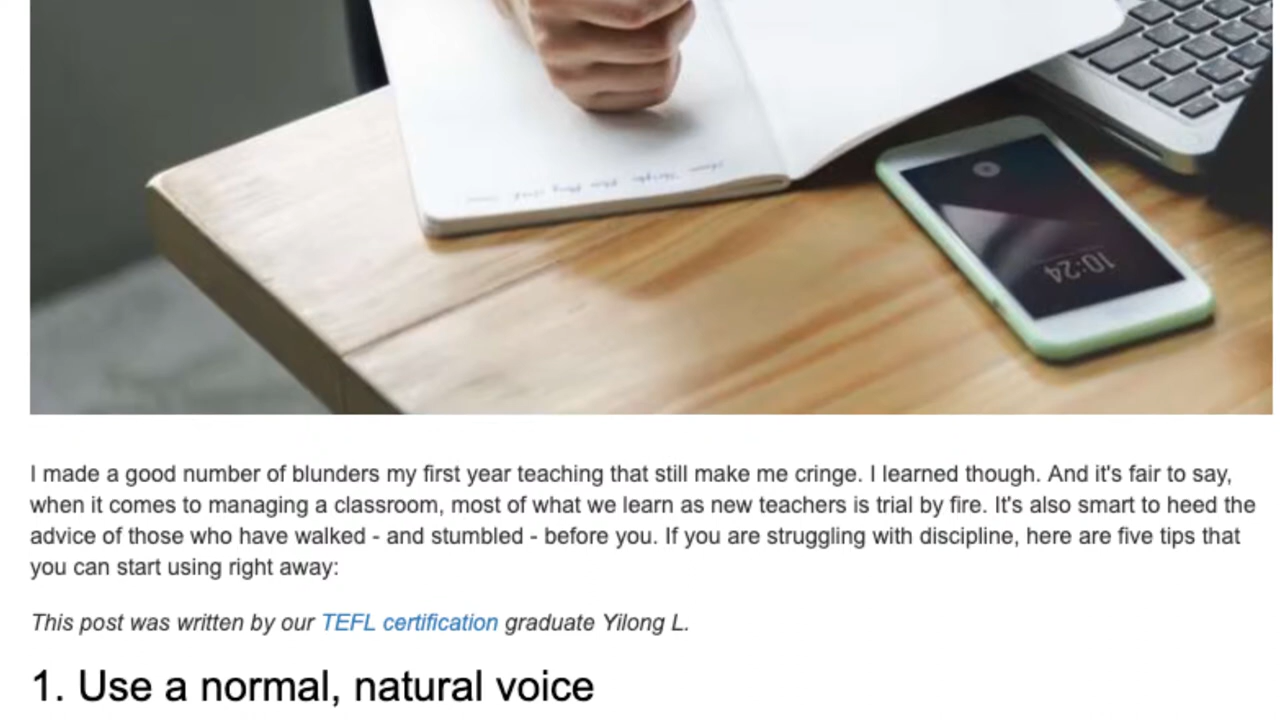 10:24
I made a good number of blunders my first year teaching that still make me cringe. I learned though. And it's fair to say,
when it comes to managing a classroom, most of what we learn as new teachers is trial by fire. It's also smart to heed the
advice of those who have walked - and stumbled - before you. If you are struggling with discipline, here are five tips that
you can start using right away:
This post was written by our TEFL certification graduate Yilong L.
1. Use a normal, natural voice